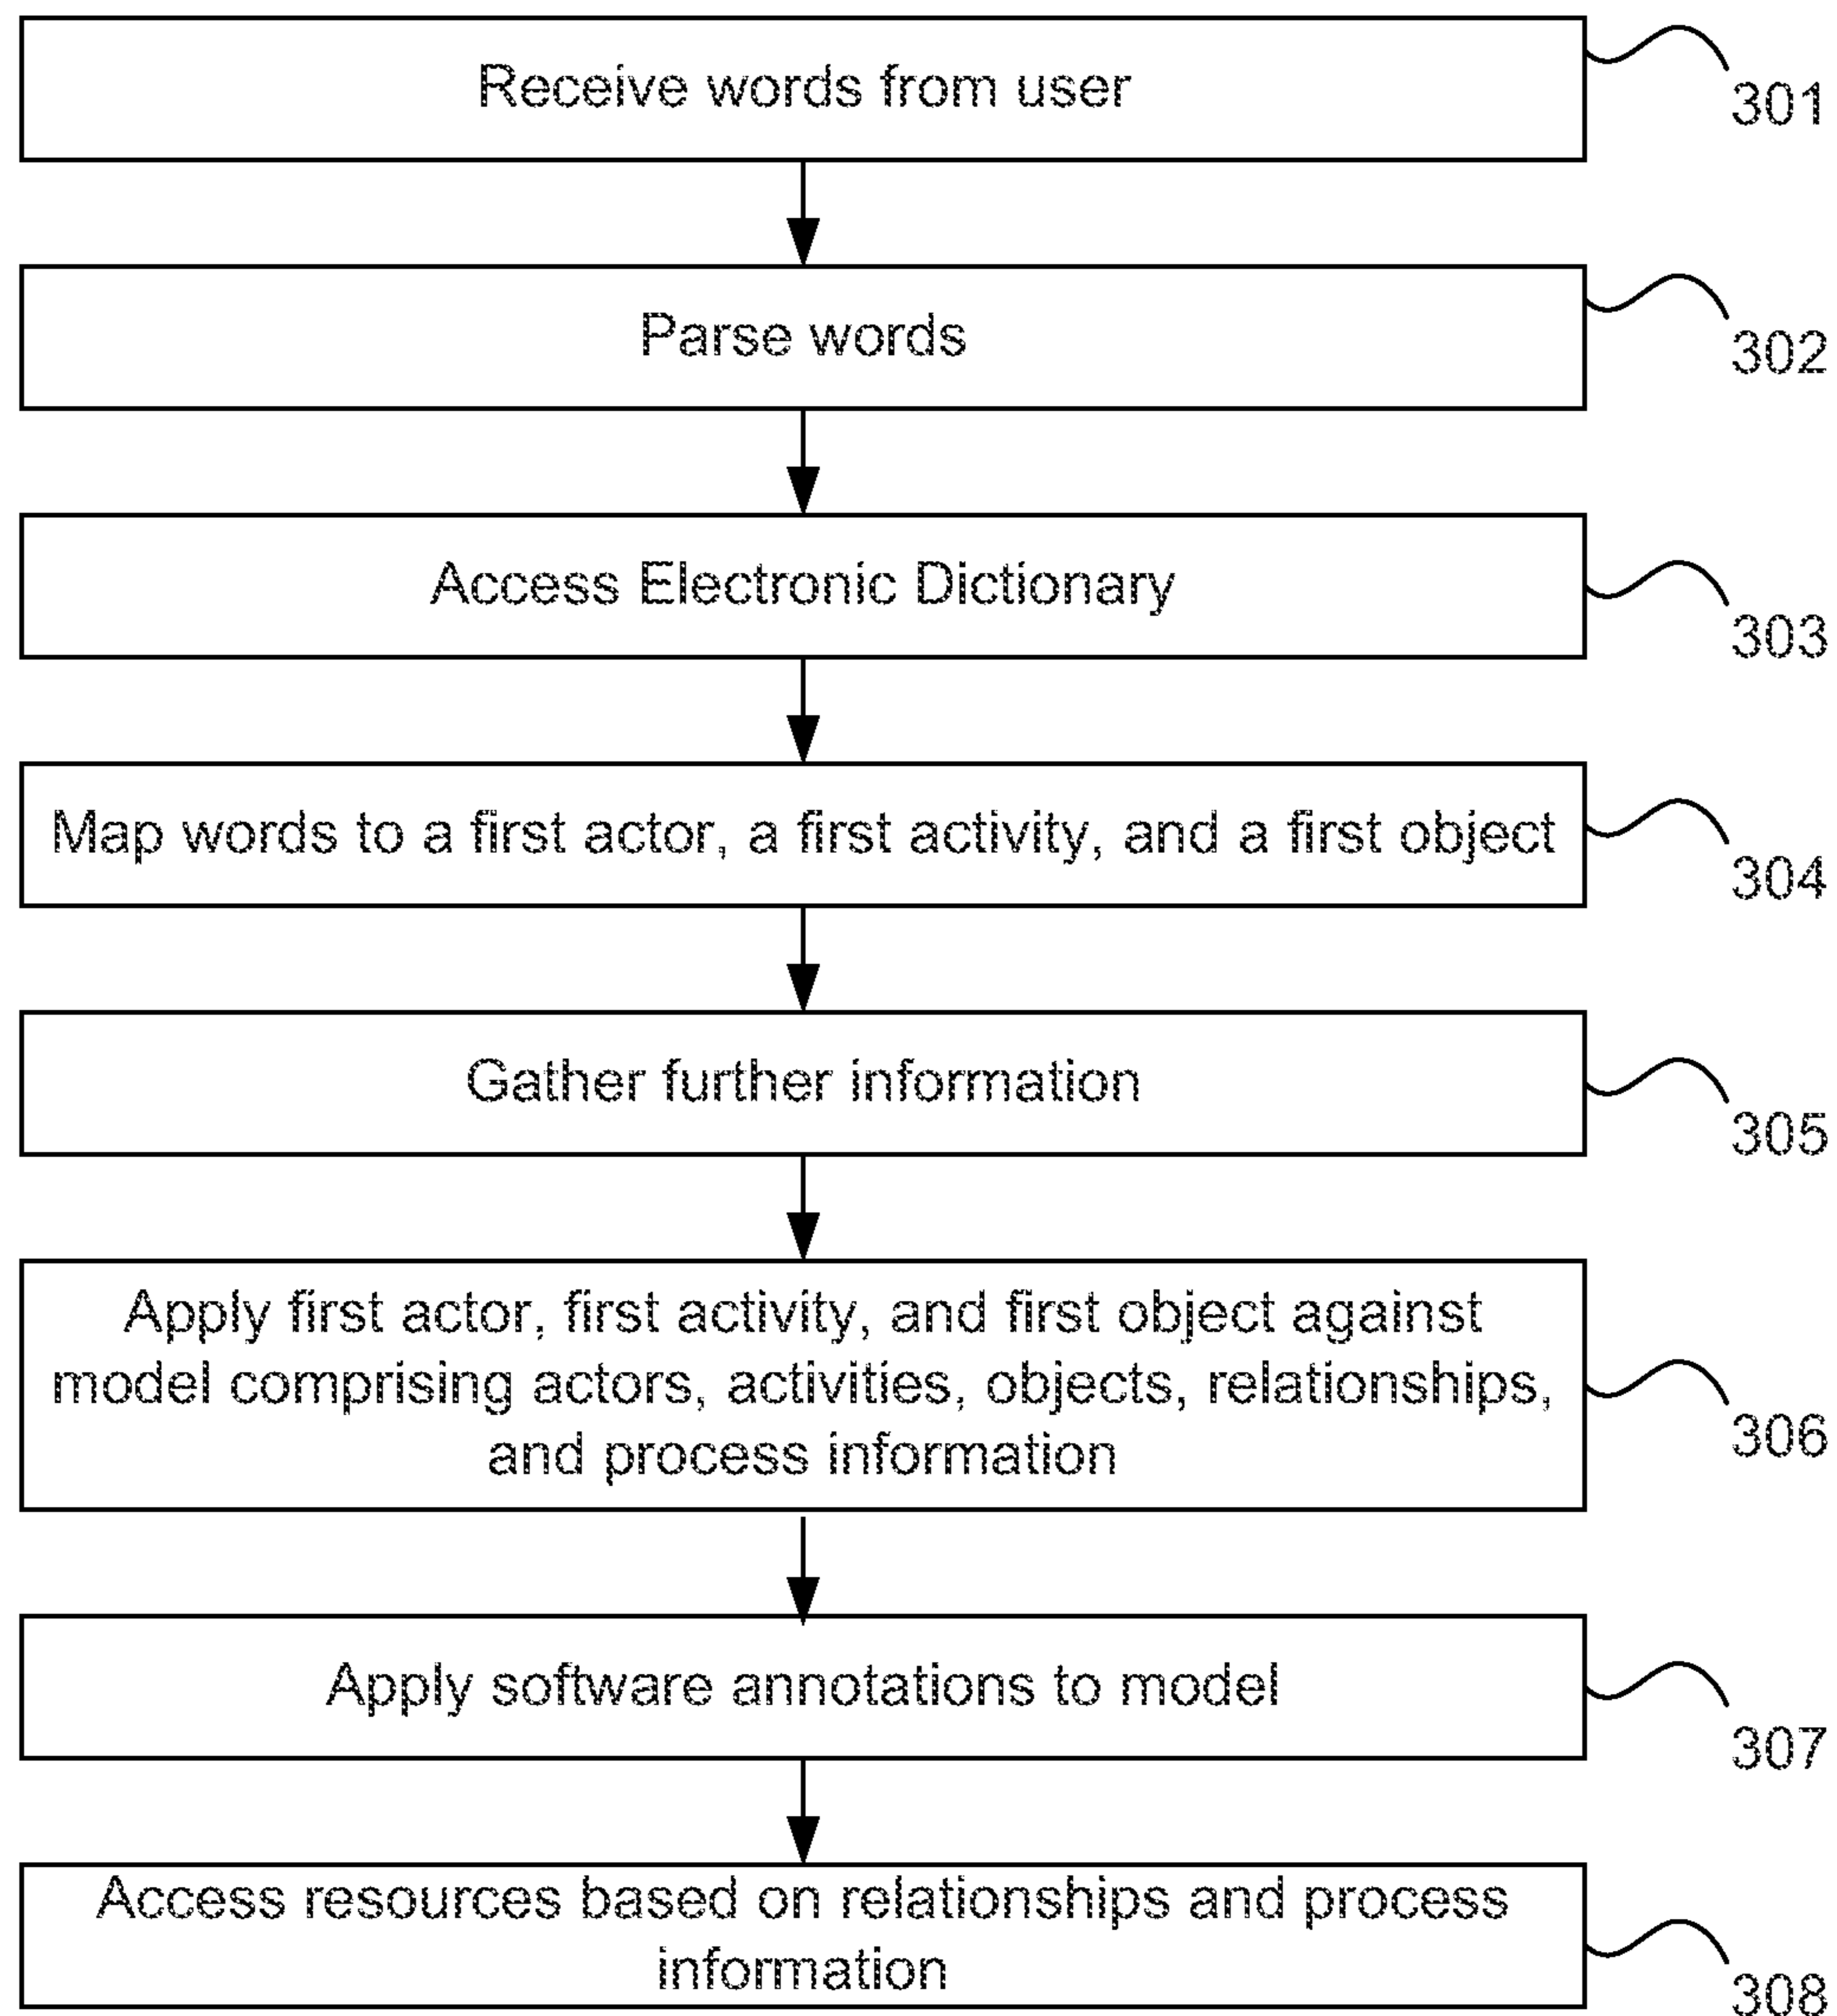 Receive words from user
301
Parse words
302
Access Electronic Dictionary
303
Map words to a first actor, a first activity, and a first object
304
Gather further information
305
Apply first actor, first activity, and first object against
model comprising actors, activities, objects, relationships,
and process information
306
Apply software annotations to model
307
Access resources based on relationships and process
information
308